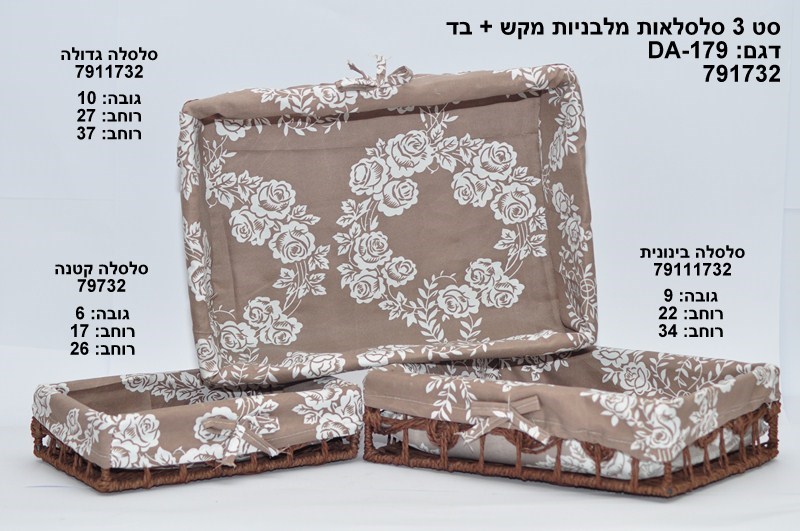 סט 3 סלסלאות מלבניות מקש + בד
דגם: DA-179
791732
סלסלה גדולה
7911732
גובה: 10
רוחב: 27
רוחב: 37
סלסלה בינונית
79111732
גובה: 9
רוחב: 22
רוחב: 34
סלסלה קטנה
79732
גובה: 6
רוחב: 17
רוחב: 26